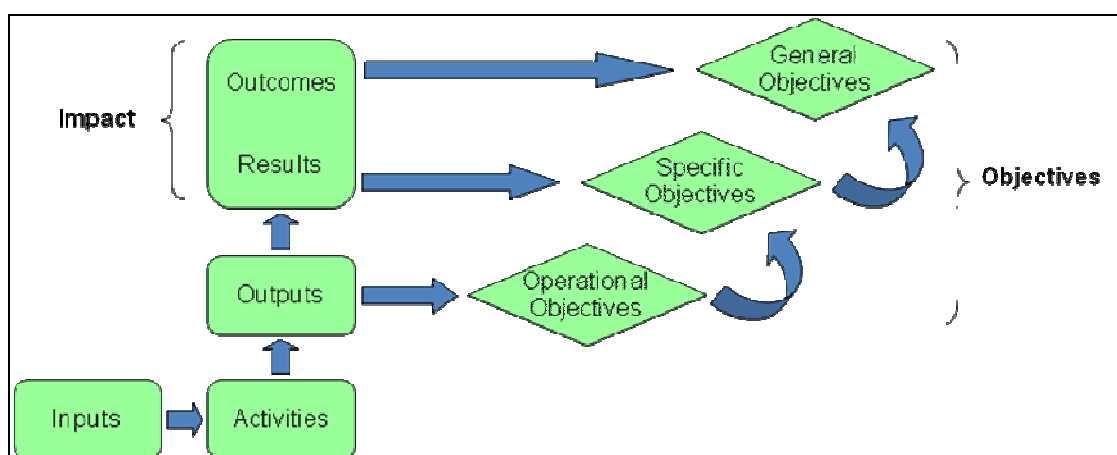 General
Objectives
Outcomes
Impact
Results
Specific
Objectives
Objectives
Outputs
Operational
Objectives
Inputs
Activities